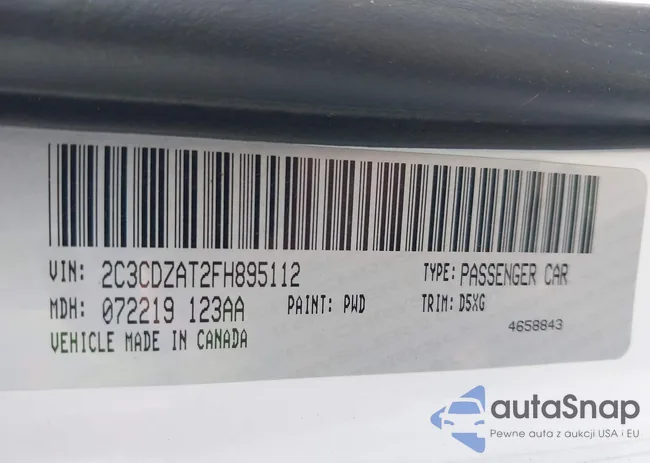 VIN: 2C3CDZAT2FH895112 TYPE: PASSENGER CAR
MDH: 072219 123AA PAINT: PWD TRIM: D5XG
VEHICLE MADE IN CANADA 4658843
autaSnap
Pewne auta z aukcji USA i EU